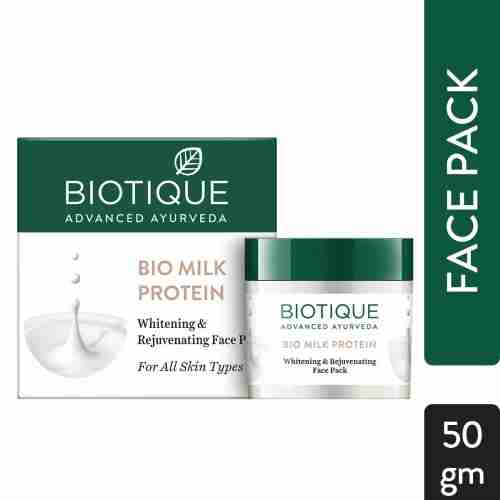 BIOTIQUE
ADVANCED AYURVEDA
BIO MILK
PROTEIN
Whitening &
Rejuvenating Face P
For All Skin Types
BIOTIQUE
ADVANCED AYURVEDA
BIO MILK PROTEIN
Whitening & Rejuvenating
Face Pack
FACE PACK
50
gm